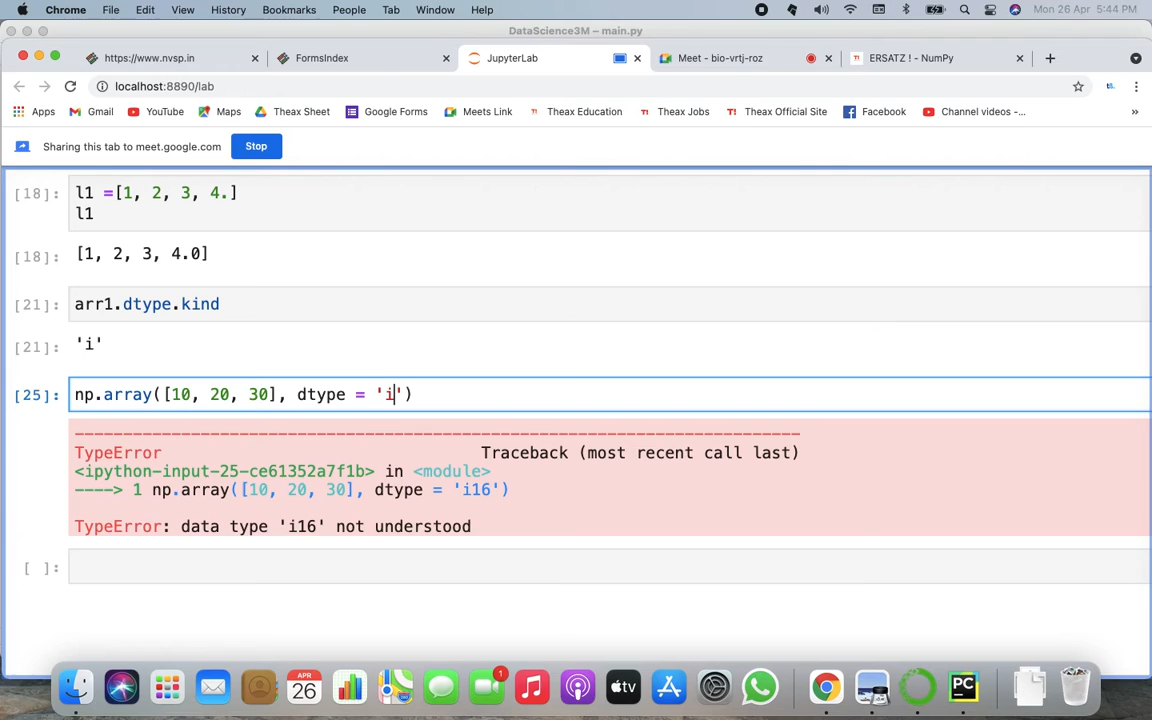 Chrome File Edit View History Bookmarks People Tab Window Help Mon 26 Apr 5:44 PM
DataScience3M – main.py
https://www.nvsp.in FormsIndex JupyterLab Meet - bio-vrtj-roz ERSATZ ! - NumPy
localhost:8890/lab
Apps Gmail YouTube Maps Theax Sheet Google Forms Meets Link Theax Education Theax Jobs Theax Official Site Facebook Channel videos -...
Sharing this tab to meet.google.com Stop
[18]: l1 =[1, 2, 3, 4.]
l1
[18]: [1, 2, 3, 4.0]
[21]: arr1.dtype.kind
[21]: 'i'
[25]: np.array([10, 20, 30], dtype = 'i')
TypeError Traceback (most recent call last)
<ipython-input-25-ce61352a7f1b> in <module>
----> 1 np.array([10, 20, 30], dtype = 'i16')
TypeError: data type 'i16' not understood
[ ]:
APR
26
1
tv
PC